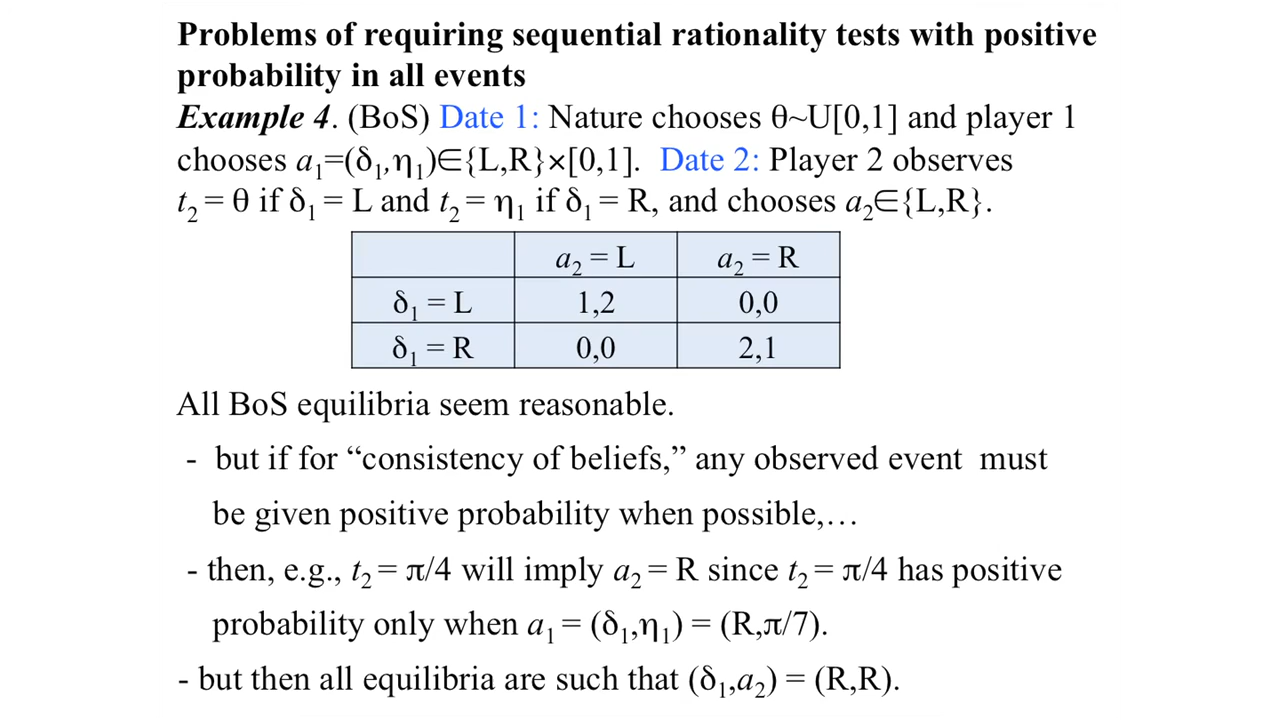 Problems of requiring sequential rationality tests with positive
probability in all events
Example 4. (BoS) Date 1: Nature chooses θ~U[0,1] and player 1
chooses a₁=(δ₁,η₁)∈{L,R}×[0,1]. Date 2: Player 2 observes
t₂ = θ if δ₁ = L and t₂ = η₁ if δ₁ = R, and chooses a₂∈{L,R}.
a₂ = L a₂ = R
δ₁ = L 1,2 0,0
δ₁ = R 0,0 2,1
All BoS equilibria seem reasonable.
- but if for “consistency of beliefs,” any observed event must
be given positive probability when possible,…
- then, e.g., t₂ = π/4 will imply a₂ = R since t₂ = π/4 has positive
probability only when a₁ = (δ₁,η₁) = (R,π/7).
- but then all equilibria are such that (δ₁,a₂) = (R,R).